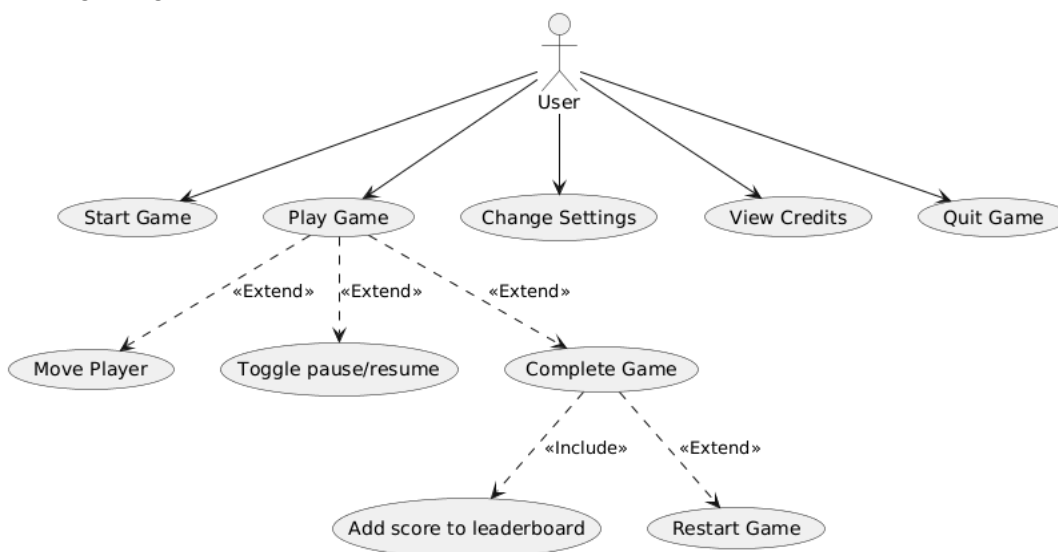 User
Start Game
Play Game
Change Settings
View Credits
Quit Game
«Extend»
«Extend»
«Extend»
Move Player
Toggle pause/resume
Complete Game
«Include»
«Extend»
Add score to leaderboard
Restart Game